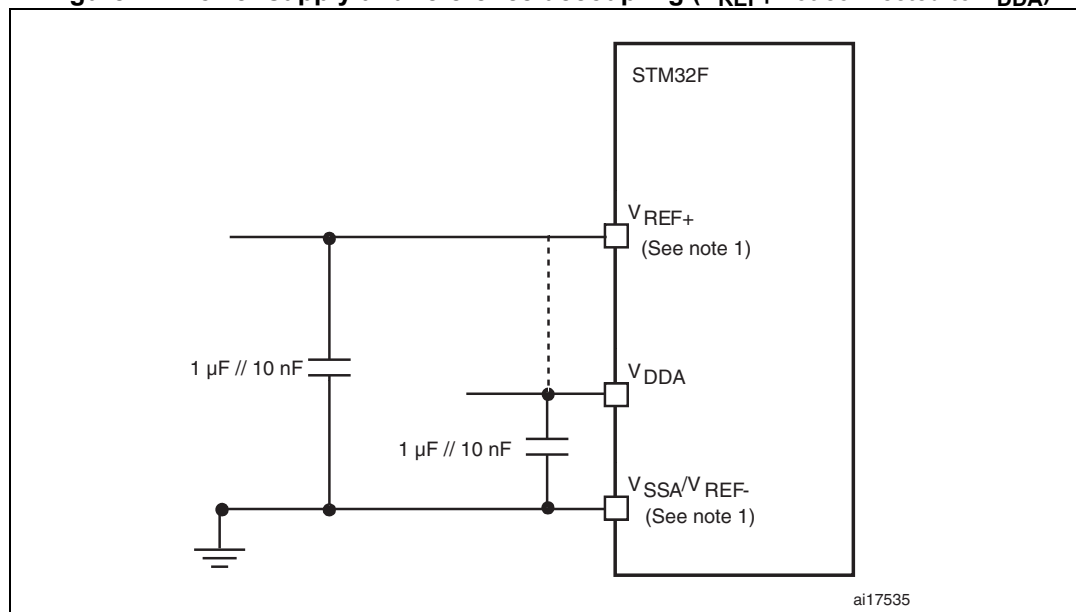 STM32F
VREF+
(See note 1)
1 µF // 10 nF
VDDA
1 µF // 10 nF
VSSA/VREF-
(See note 1)
ai17535